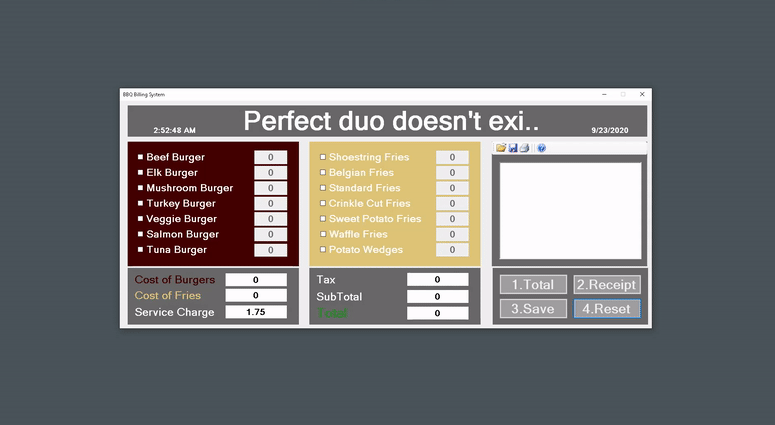 BBQ Billing System
Perfect duo doesn't exi..
2:52:48 AM
9/23/2020
Beef Burger 0
Elk Burger 0
Mushroom Burger 0
Turkey Burger 0
Veggie Burger 0
Salmon Burger 0
Tuna Burger 0
Shoestring Fries 0
Belgian Fries 0
Standard Fries 0
Crinkle Cut Fries 0
Sweet Potato Fries 0
Waffle Fries 0
Potato Wedges 0
Cost of Burgers 0
Cost of Fries 0
Service Charge 1.75
Tax 0
SubTotal 0
Total 0
1.Total
2.Receipt
3.Save
4.Reset